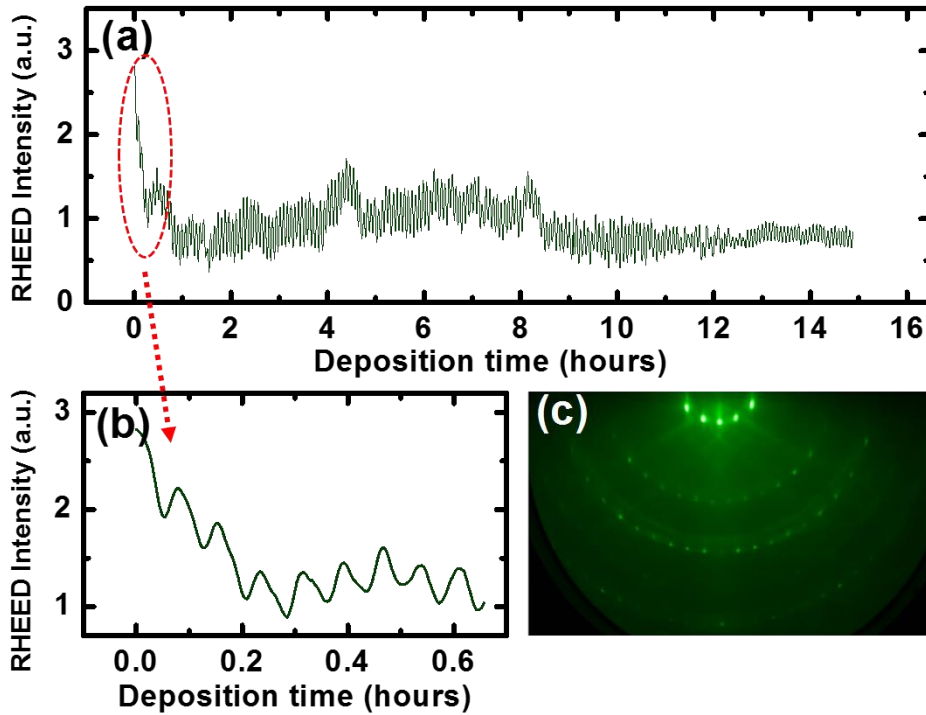 (a)
RHEED Intensity (a.u.)
3
2
1
0
0 2 4 6 8 10 12 14 16
Deposition time (hours)
(b)
RHEED Intensity (a.u.)
3
2
1
0.0 0.2 0.4 0.6
Deposition time (hours)
(c)